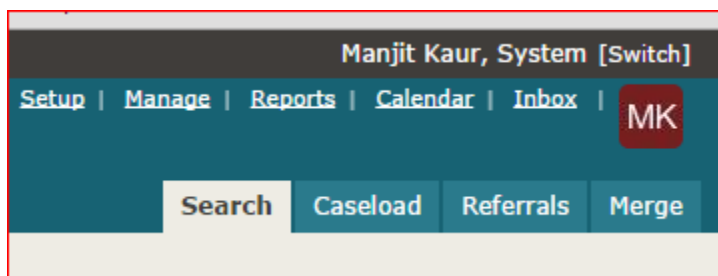 Manjit Kaur, System [Switch]
Setup | Manage | Reports | Calendar | Inbox | MK
Search Caseload Referrals Merge